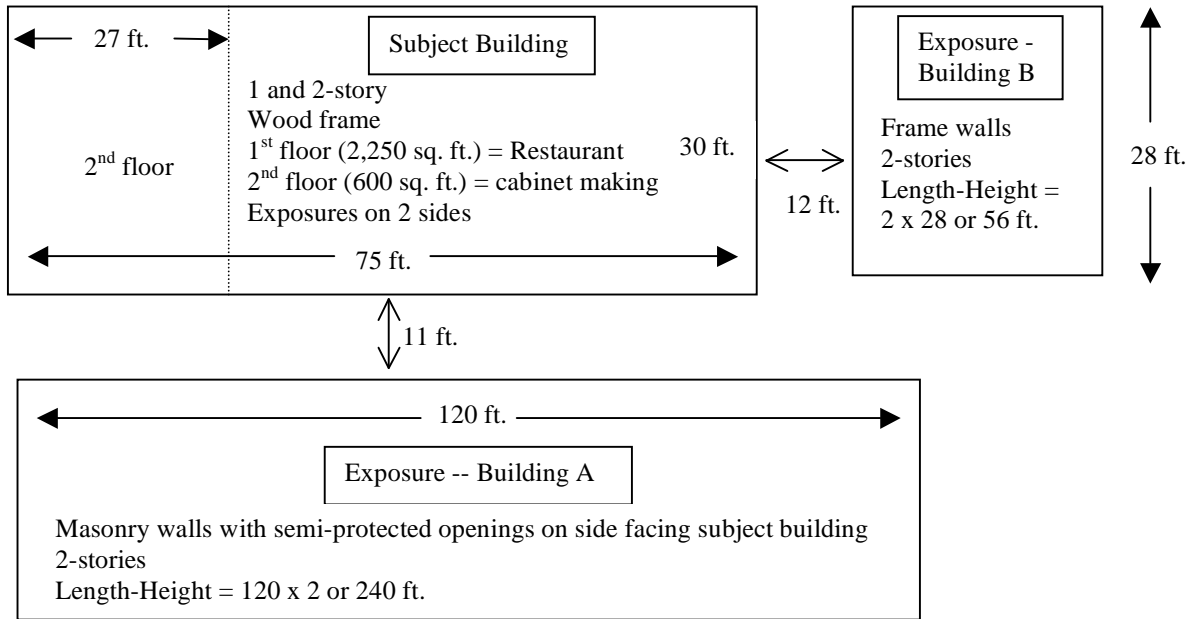 27 ft.
Subject Building
1 and 2-story
Wood frame
1st floor (2,250 sq. ft.) = Restaurant
2nd floor (600 sq. ft.) = cabinet making
Exposures on 2 sides
2nd floor
30 ft.
75 ft.
12 ft.
Exposure -
Building B
Frame walls
2-stories
Length-Height =
2 x 28 or 56 ft.
28 ft.
11 ft.
120 ft.
Exposure -- Building A
Masonry walls with semi-protected openings on side facing subject building
2-stories
Length-Height = 120 x 2 or 240 ft.